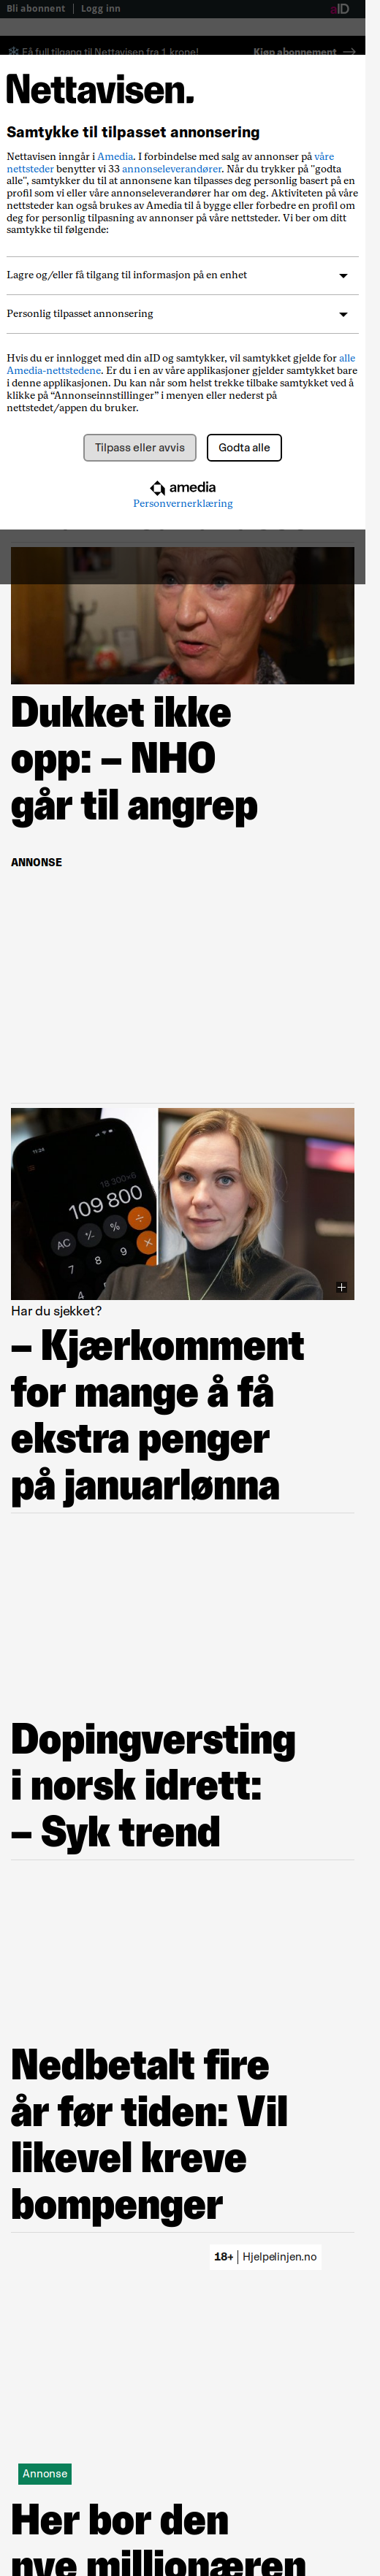 Bli abonnent | Logg inn
aID
Få full tilgang til Nettavisen fra 1 krone!
Kjøp abonnement
Nettavisen.
Samtykke til tilpasset annonsering
Nettavisen inngår i Amedia. I forbindelse med salg av annonser på våre
nettsteder benytter vi 33 annonseleverandører. Når du trykker på "godta
alle", samtykker du til at annonsene kan tilpasses deg personlig basert på en
profil som vi eller våre annonseleverandører har om deg. Aktiviteten på våre
nettsteder kan også brukes av Amedia til å bygge eller forbedre en profil om
deg for personlig tilpasning av annonser på våre nettsteder. Vi ber om ditt
samtykke til følgende:
Lagre og/eller få tilgang til informasjon på en enhet
Personlig tilpasset annonsering
Hvis du er innlogget med din aID og samtykker, vil samtykket gjelde for alle
Amedia-nettstedene. Er du i en av våre applikasjoner gjelder samtykket bare
i denne applikasjonen. Du kan når som helst trekke tilbake samtykket ved å
klikke på “Annonseinnstillinger” i menyen eller nederst på
nettstedet/appen du bruker.
Tilpass eller avvis
Godta alle
amedia
Personvernerklæring
Dukket ikke
opp: – NHO
går til angrep
ANNONSE
11:24
18 300×6
109 800
AC
+/-
%
÷
7
8
9
×
4
Har du sjekket?
– Kjærkomment
for mange å få
ekstra penger
på januarlønna
Dopingversting
i norsk idrett:
– Syk trend
Nedbetalt fire
år før tiden: Vil
likevel kreve
bompenger
18+ | Hjelpelinjen.no
Annonse
Her bor den
nye millionæren